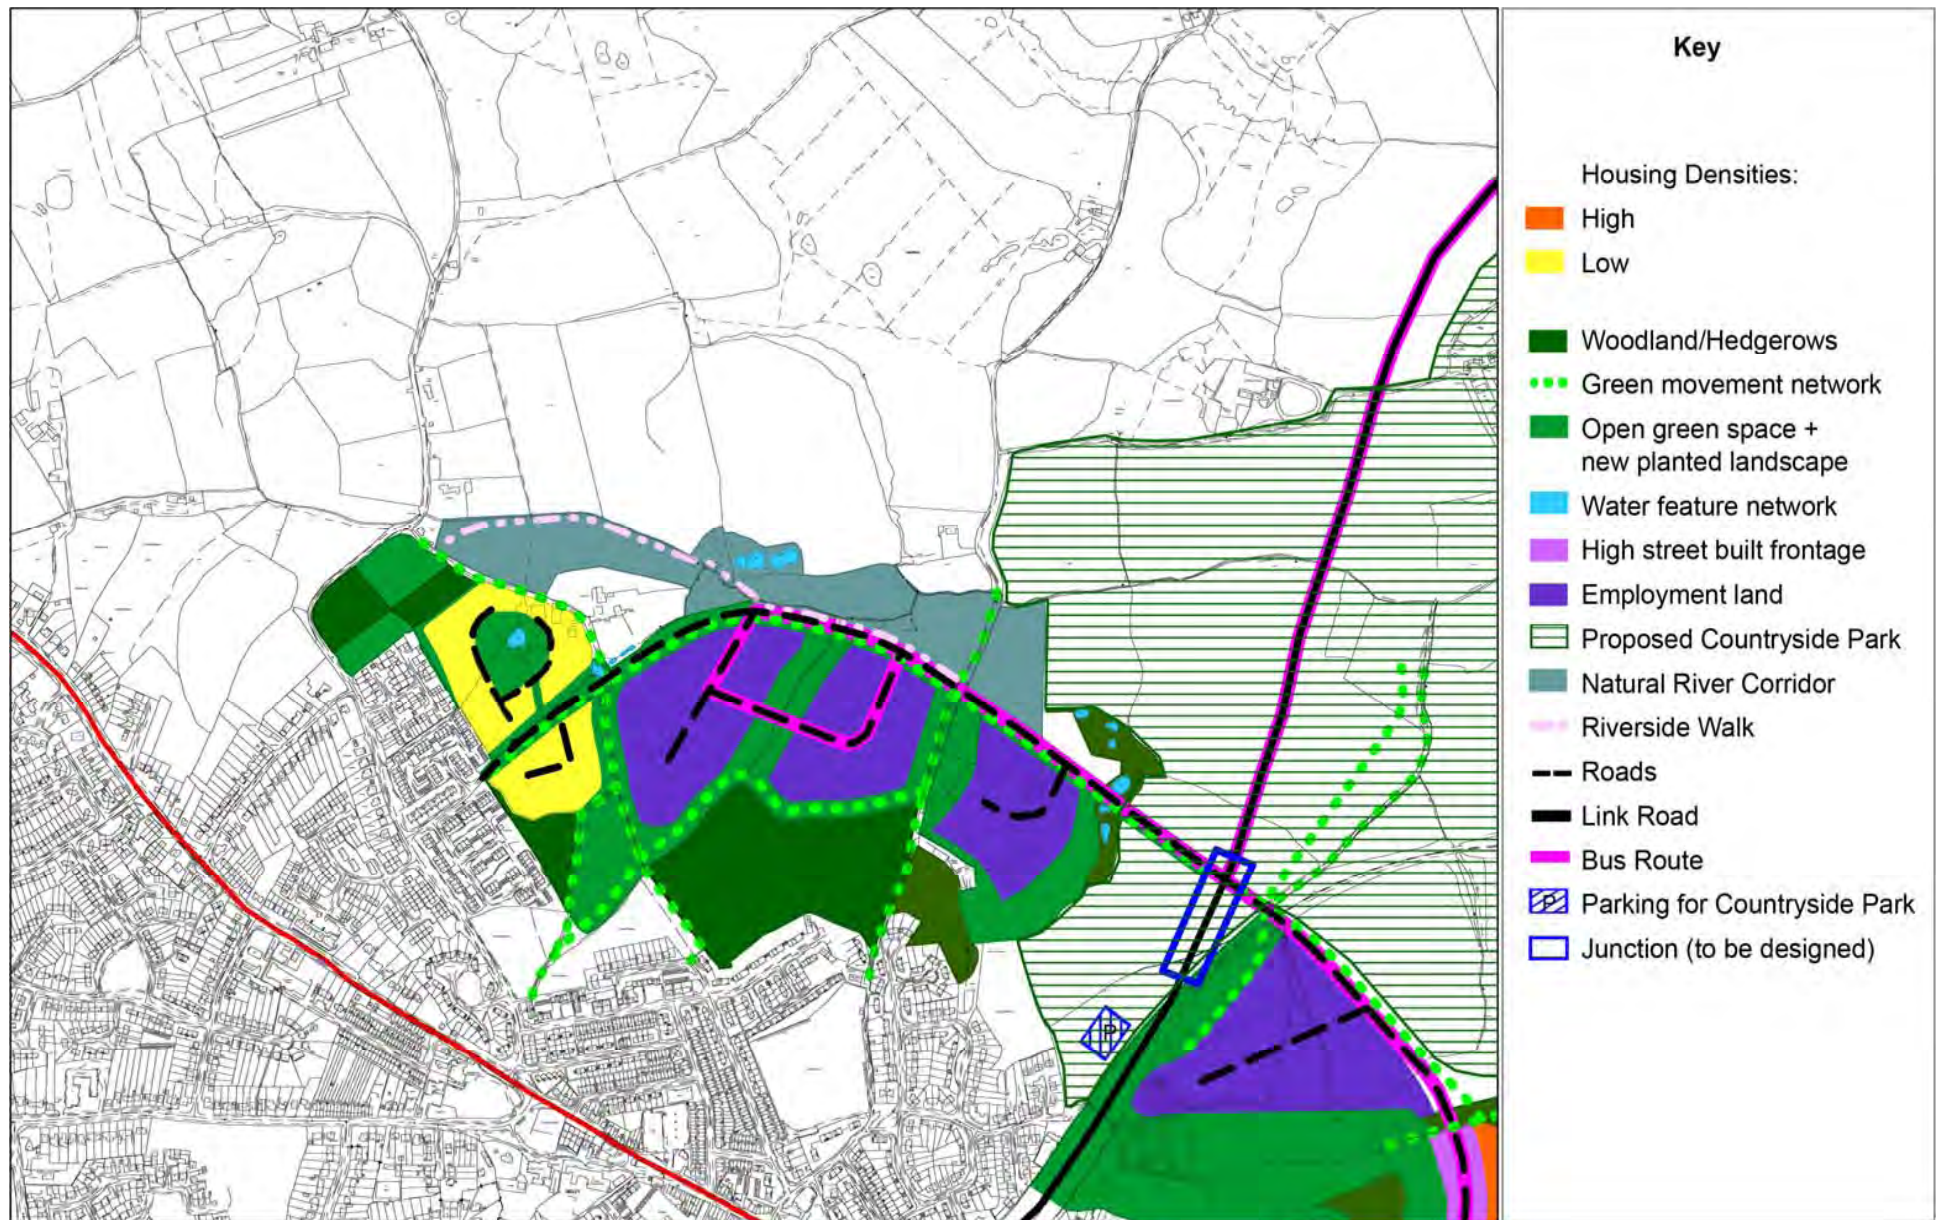 Key
Housing Densities:
High
Low
Woodland/Hedgerows
Green movement network
Open green space +
new planted landscape
Water feature network
High street built frontage
Employment land
Proposed Countryside Park
Natural River Corridor
Riverside Walk
Roads
Link Road
Bus Route
P
Parking for Countryside Park
Junction (to be designed)
P